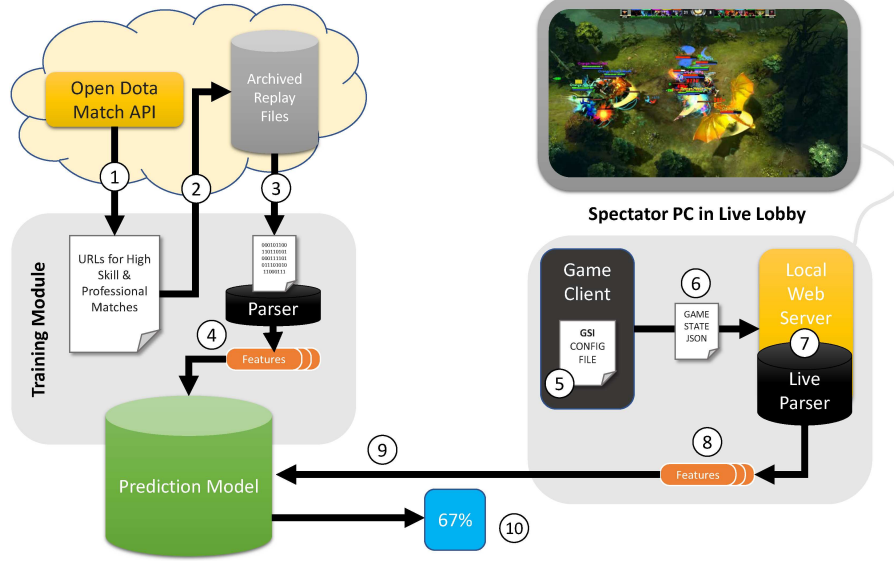 Open Dota
Match API
Archived
Replay
Files
1
2
3
URLs for High
Skill &
Professional
Matches
000101100
110110101
000111101
011101010
11000111
Parser
4
Features
Training Module
Prediction Model
Spectator PC in Live Lobby
Game
Client
GSI
CONFIG
FILE
5
6
GAME
STATE
JSON
Local
Web
Server
7
Live
Parser
8
Features
9
67%
10